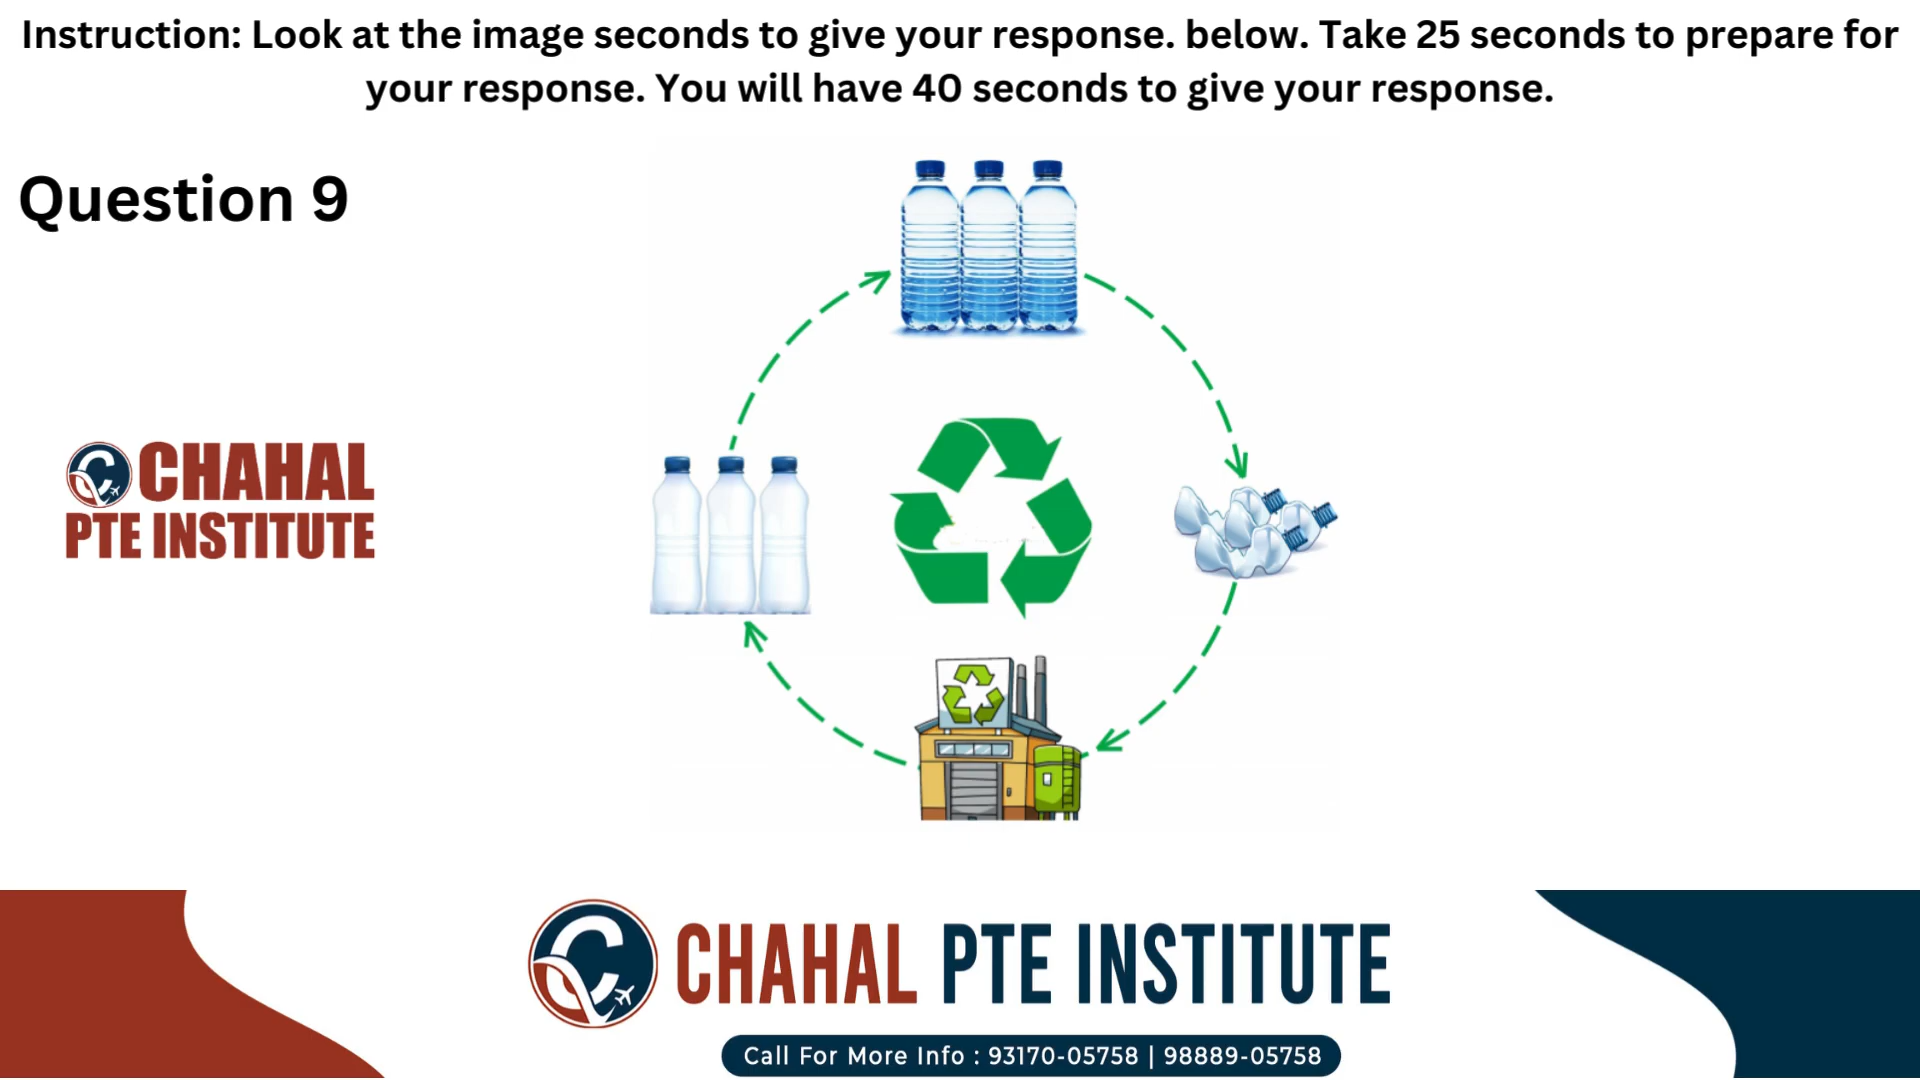 Instruction: Look at the image seconds to give your response. below. Take 25 seconds to prepare for
your response. You will have 40 seconds to give your response.
Question 9
CHAHAL
PTE INSTITUTE
CHAHAL PTE INSTITUTE
Call For More Info : 93170-05758 | 98889-05758